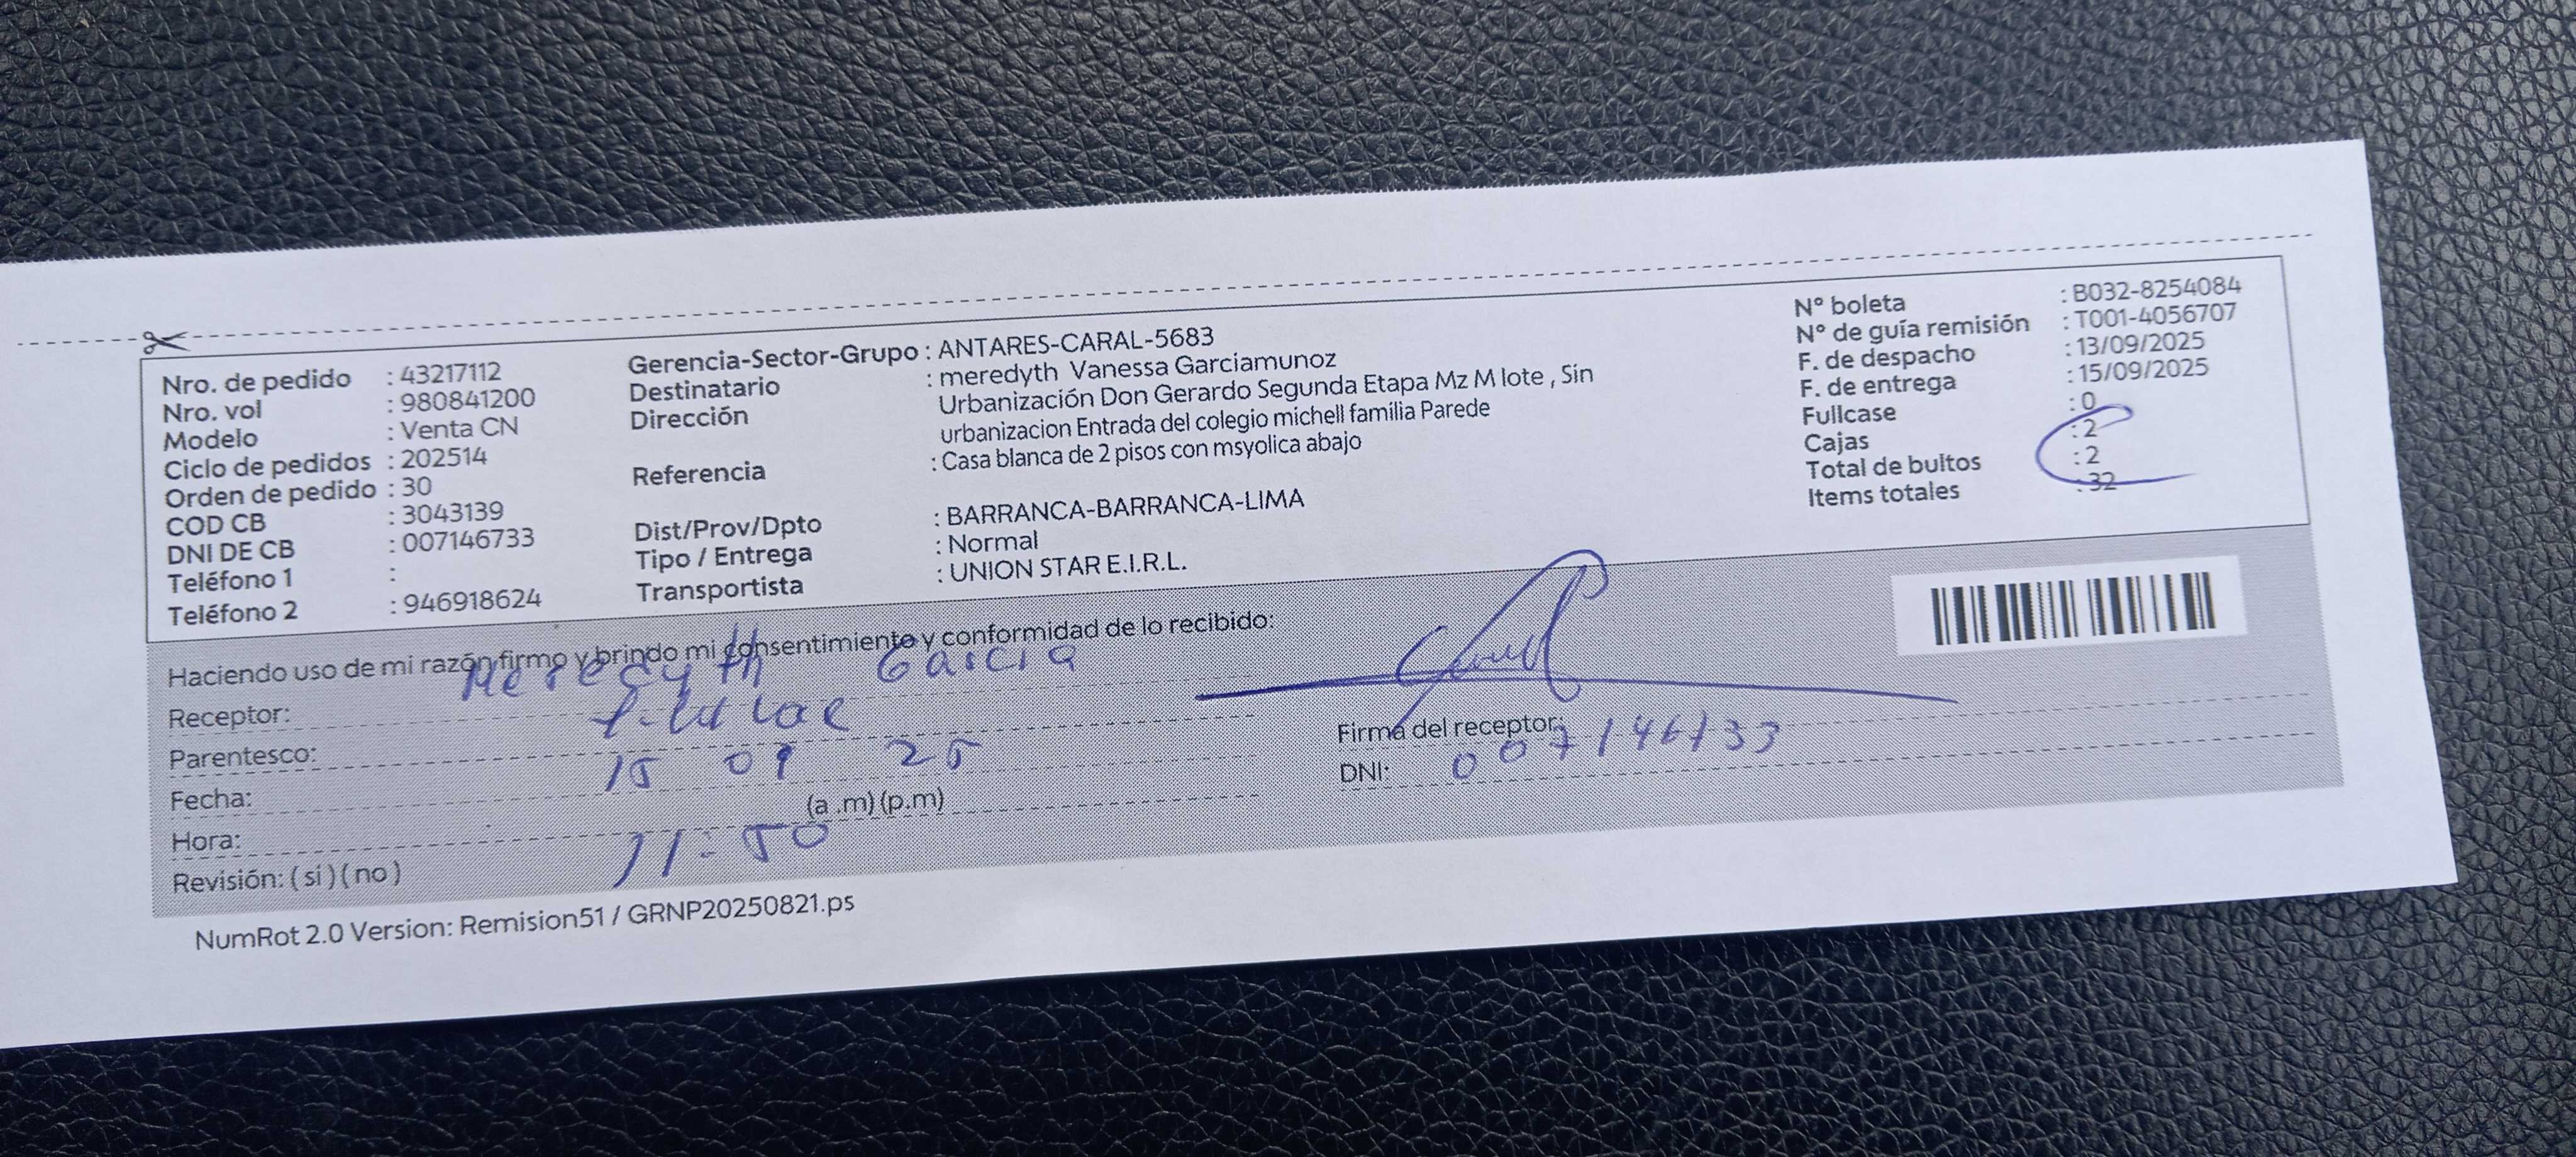 Nro. de pedido : 43217112
Nro. vol : 980841200
Modelo : Venta CN
Ciclo de pedidos : 202514
Orden de pedido : 30
COD CB : 3043139
DNI DE CB : 007146733
Teléfono 1 :
Teléfono 2 : 946918624
Gerencia-Sector-Grupo : ANTARES-CARAL-5683
Destinatario : meredyth Vanessa Garciamunoz
Dirección Urbanización Don Gerardo Segunda Etapa Mz M lote , Sin
urbanizacion Entrada del colegio michell familia Parede
Referencia : Casa blanca de 2 pisos con msyolica abajo
Dist/Prov/Dpto : BARRANCA-BARRANCA-LIMA
Tipo / Entrega : Normal
Transportista : UNION STAR E.I.R.L.
N° boleta : B032-8254084
N° de guía remisión : T001-4056707
F. de despacho : 13/09/2025
F. de entrega : 15/09/2025
Fullcase : 0
Cajas : 2
Total de bultos : 2
Items totales : 32
Haciendo uso de mi razón firmo y brindo mi consentimiento y conformidad de lo recibido:
Receptor: Meredyth Garcia
Parentesco: titular
Fecha: 15 09 25
Hora: (a .m) (p.m)
11-50
Revisión: ( si ) ( no )
Firma del receptor:
DNI: 007146733
NumRot 2.0 Version: Remision51 / GRNP20250821.ps